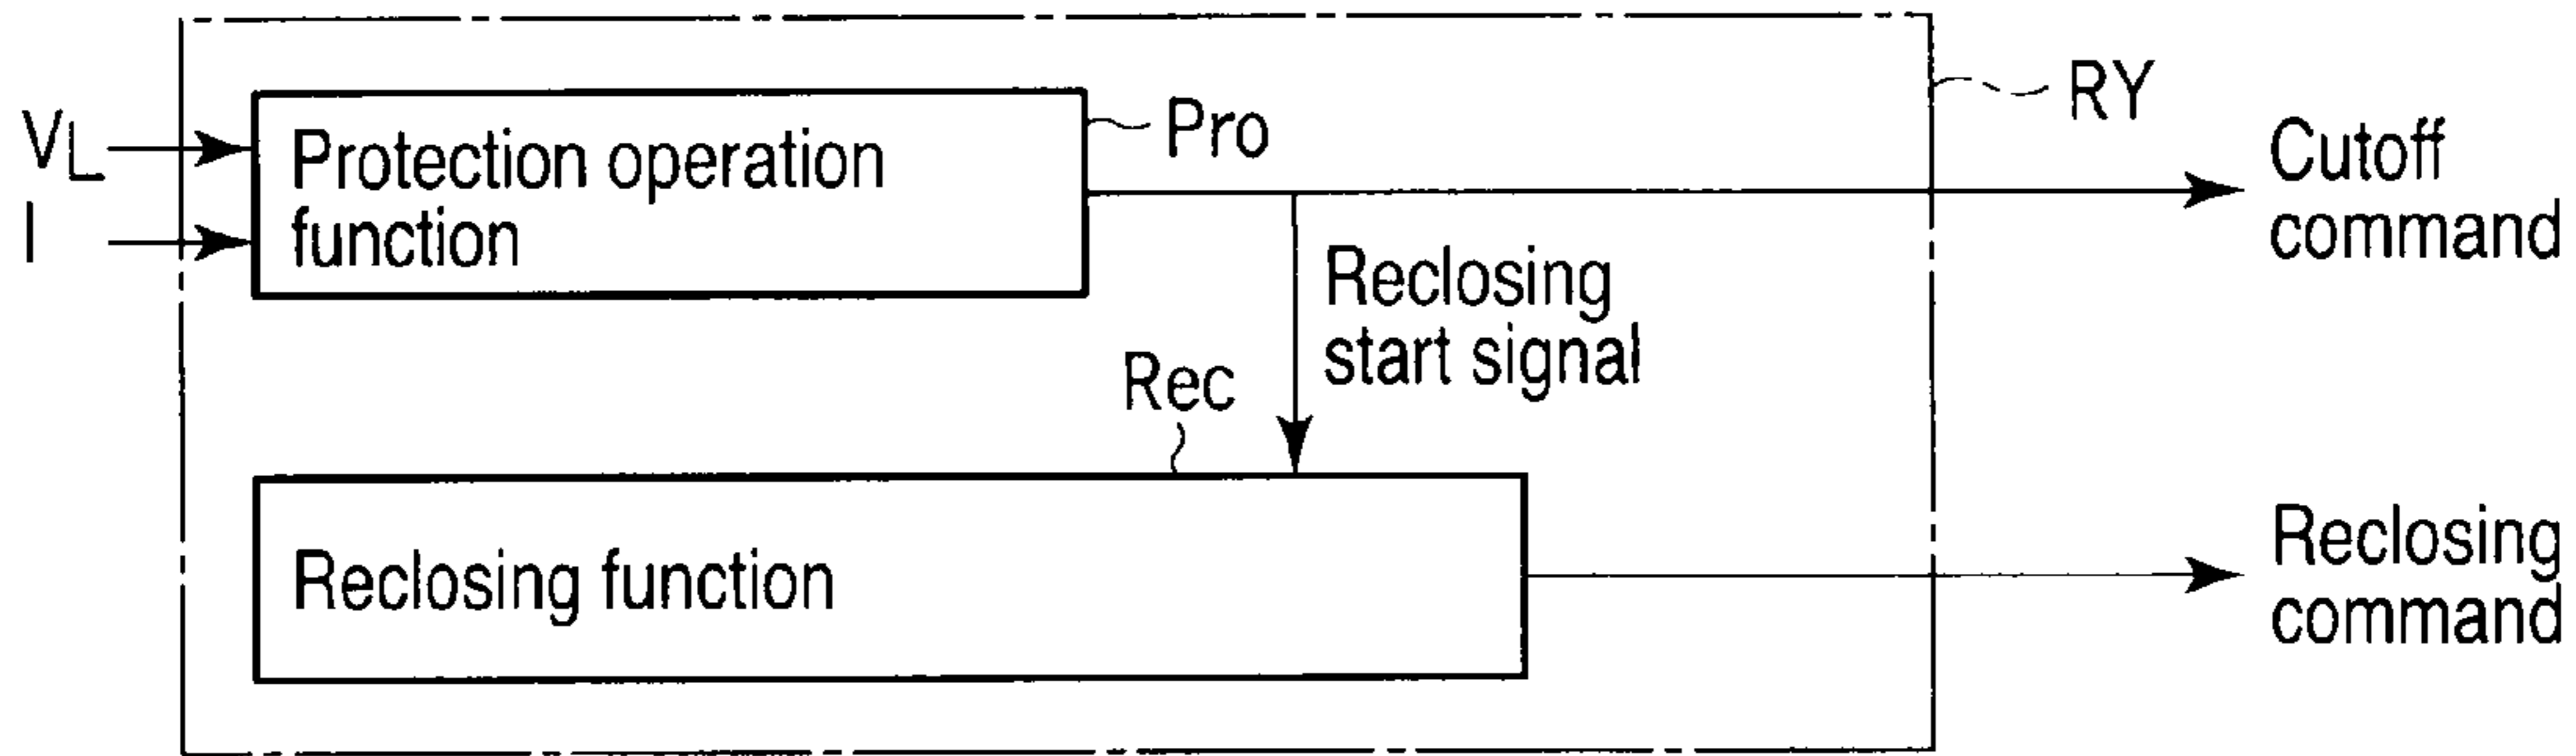 RY
VL
I
Protection operation
function
Pro
Cutoff
command
Reclosing
start signal
Rec
Reclosing function
Reclosing
command